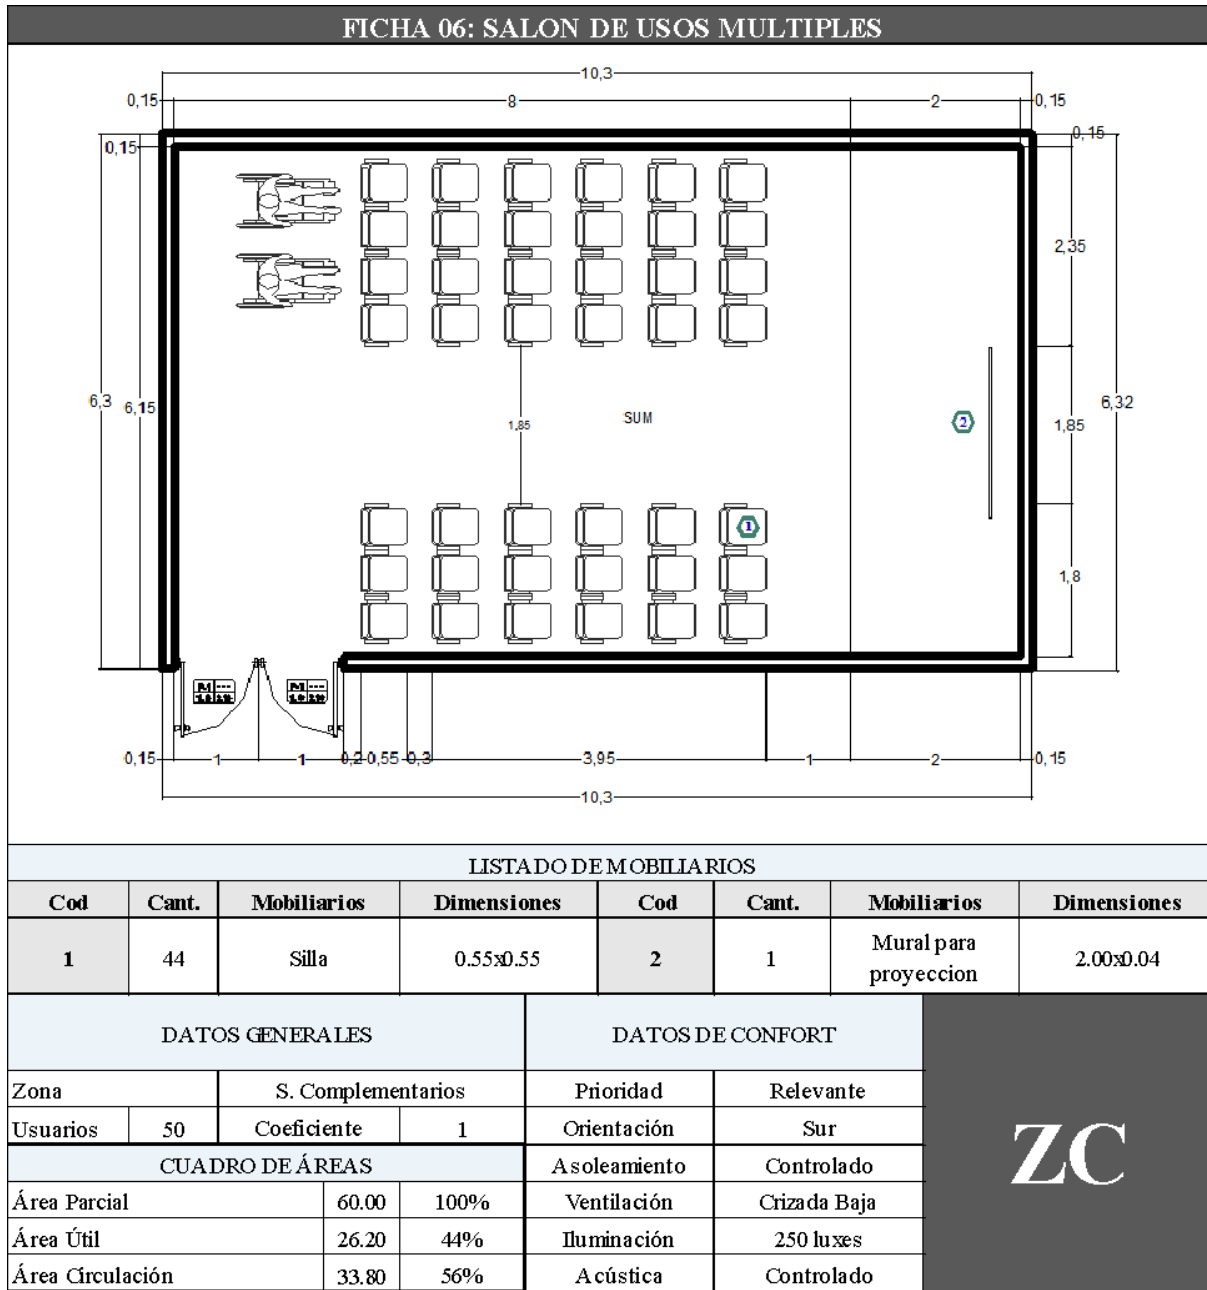 FICHA 06: SALON DE USOS MULTIPLES
10,3
0,15 8 2 0,15
0,15 0,15
2,35
6,3 6,15 1,85 SUM 2 1,85 6,32
1
1,8
0,15 1 1 0,2 0,55 0,3 3,95 1 2 0,15
10,3
LISTADO DE MOBILIARIOS
Cod Cant. Mobiliarios Dimensiones Cod Cant. Mobiliarios Dimensiones
1 44 Silla 0.55x0.55 2 1 Mural para proyeccion 2.00x0.04
DATOS GENERALES DATOS DE CONFORT
Zona S. Complementarios Prioridad Relevante
Usuarios 50 Coeficiente 1 Orientación Sur
CUADRO DE ÁREAS Asoleamiento Controlado
Área Parcial 60.00 100% Ventilación Crizada Baja
Área Útil 26.20 44% Iluminación 250 luxes
Área Circulación 33.80 56% Acústica Controlado
ZC